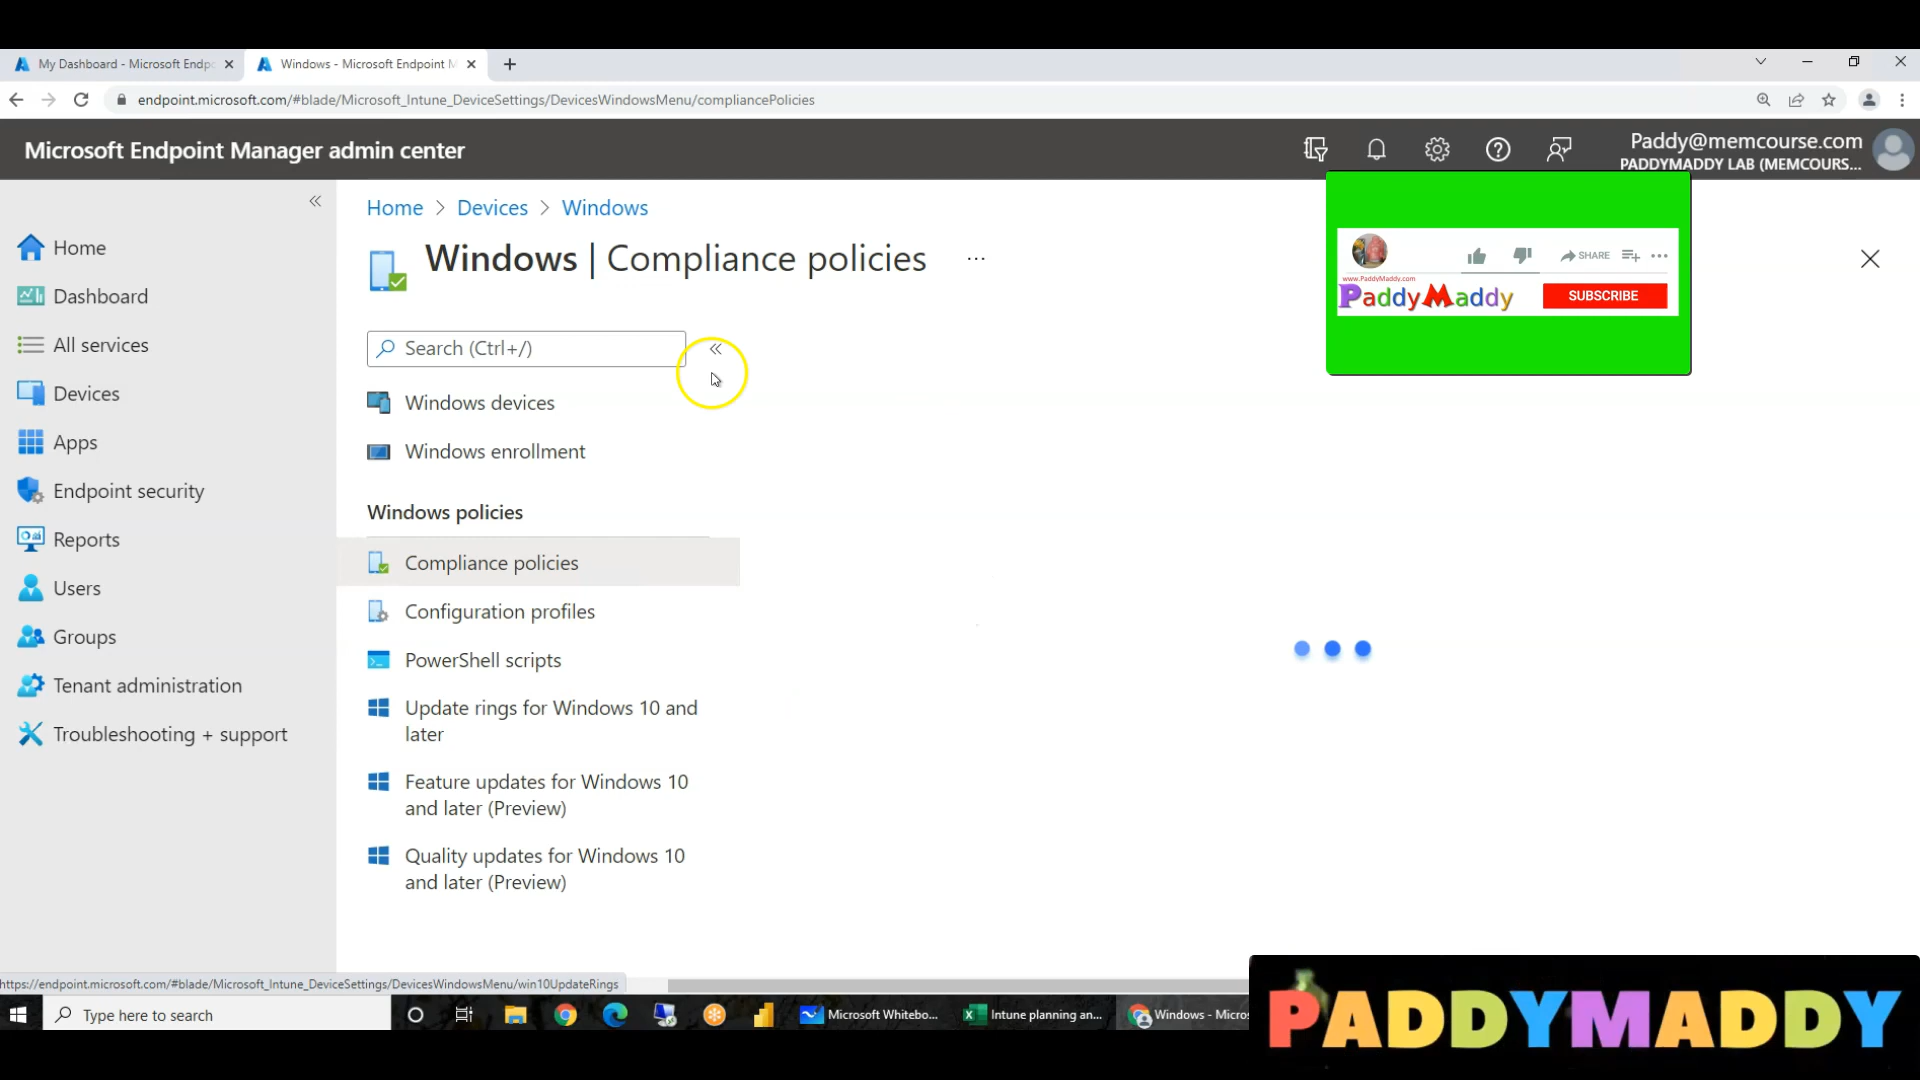 My Dashboard - Microsoft Endp
Windows - Microsoft Endpoint M
endpoint.microsoft.com/#blade/Microsoft_Intune_DeviceSettings/DevicesWindowsMenu/compliancePolicies
Microsoft Endpoint Manager admin center
Paddy@memcourse.com
PADDYMADDY LAB (MEMCOURS...
Home > Devices > Windows
Windows | Compliance policies ...
SHARE
www.PaddyMaddy.com
PaddyMaddy
SUBSCRIBE
Home
Dashboard
All services
Devices
Apps
Endpoint security
Reports
Users
Groups
Tenant administration
Troubleshooting + support
Search (Ctrl+/)
Windows devices
Windows enrollment
Windows policies
Compliance policies
Configuration profiles
PowerShell scripts
Update rings for Windows 10 and
later
Feature updates for Windows 10
and later (Preview)
Quality updates for Windows 10
and later (Preview)
https://endpoint.microsoft.com/#blade/Microsoft_Intune_DeviceSettings/DevicesWindowsMenu/win10UpdateRings
Type here to search
Microsoft Whitebo...
Intune planning an...
Windows - Micros
PADDYMADDY